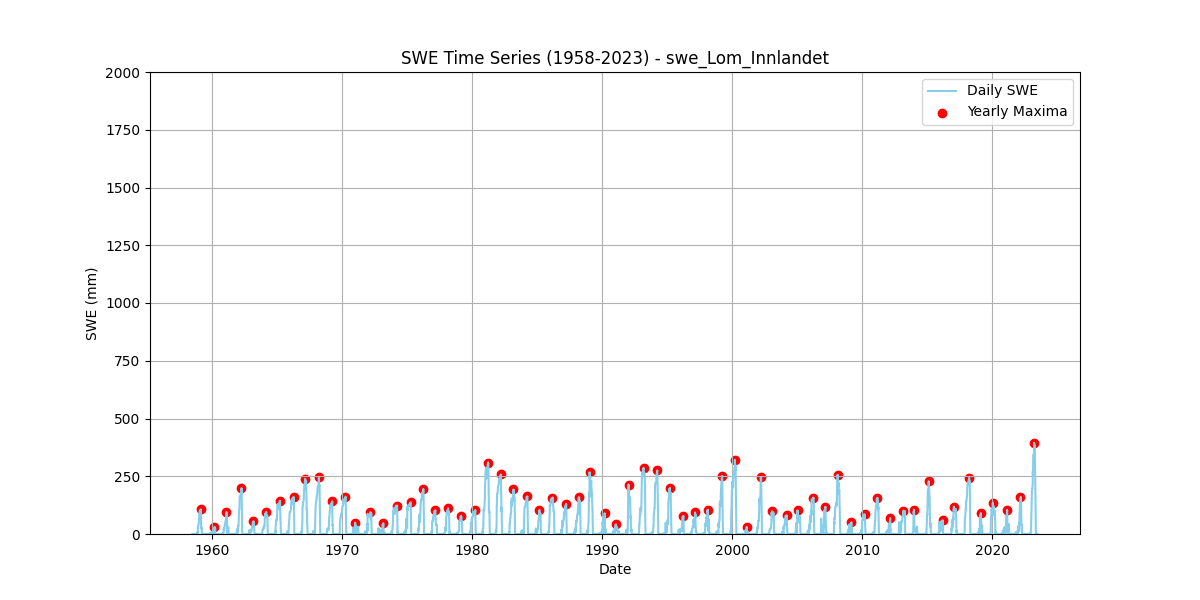 SWE Time Series (1958-2023) - swe_Lom_Innlandet
2000
1750
1500
1250
1000
750
500
250
0
SWE (mm)
Daily SWE
Yearly Maxima
1960 1970 1980 1990 2000 2010 2020
Date